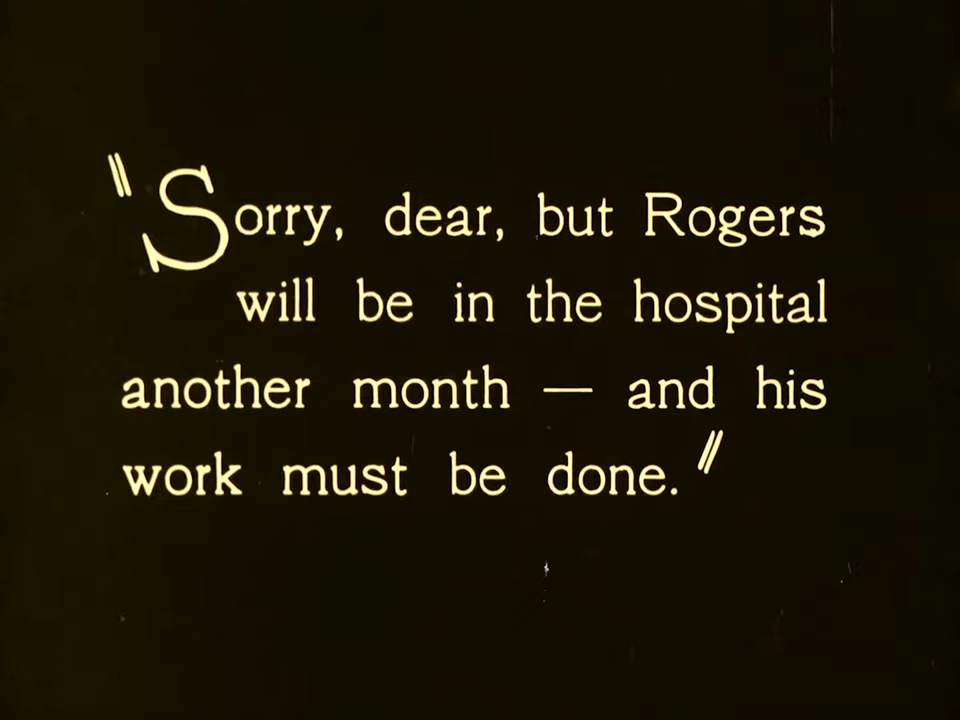 "Sorry, dear, but Rogers
will be in the hospital
another month — and his
work must be done."